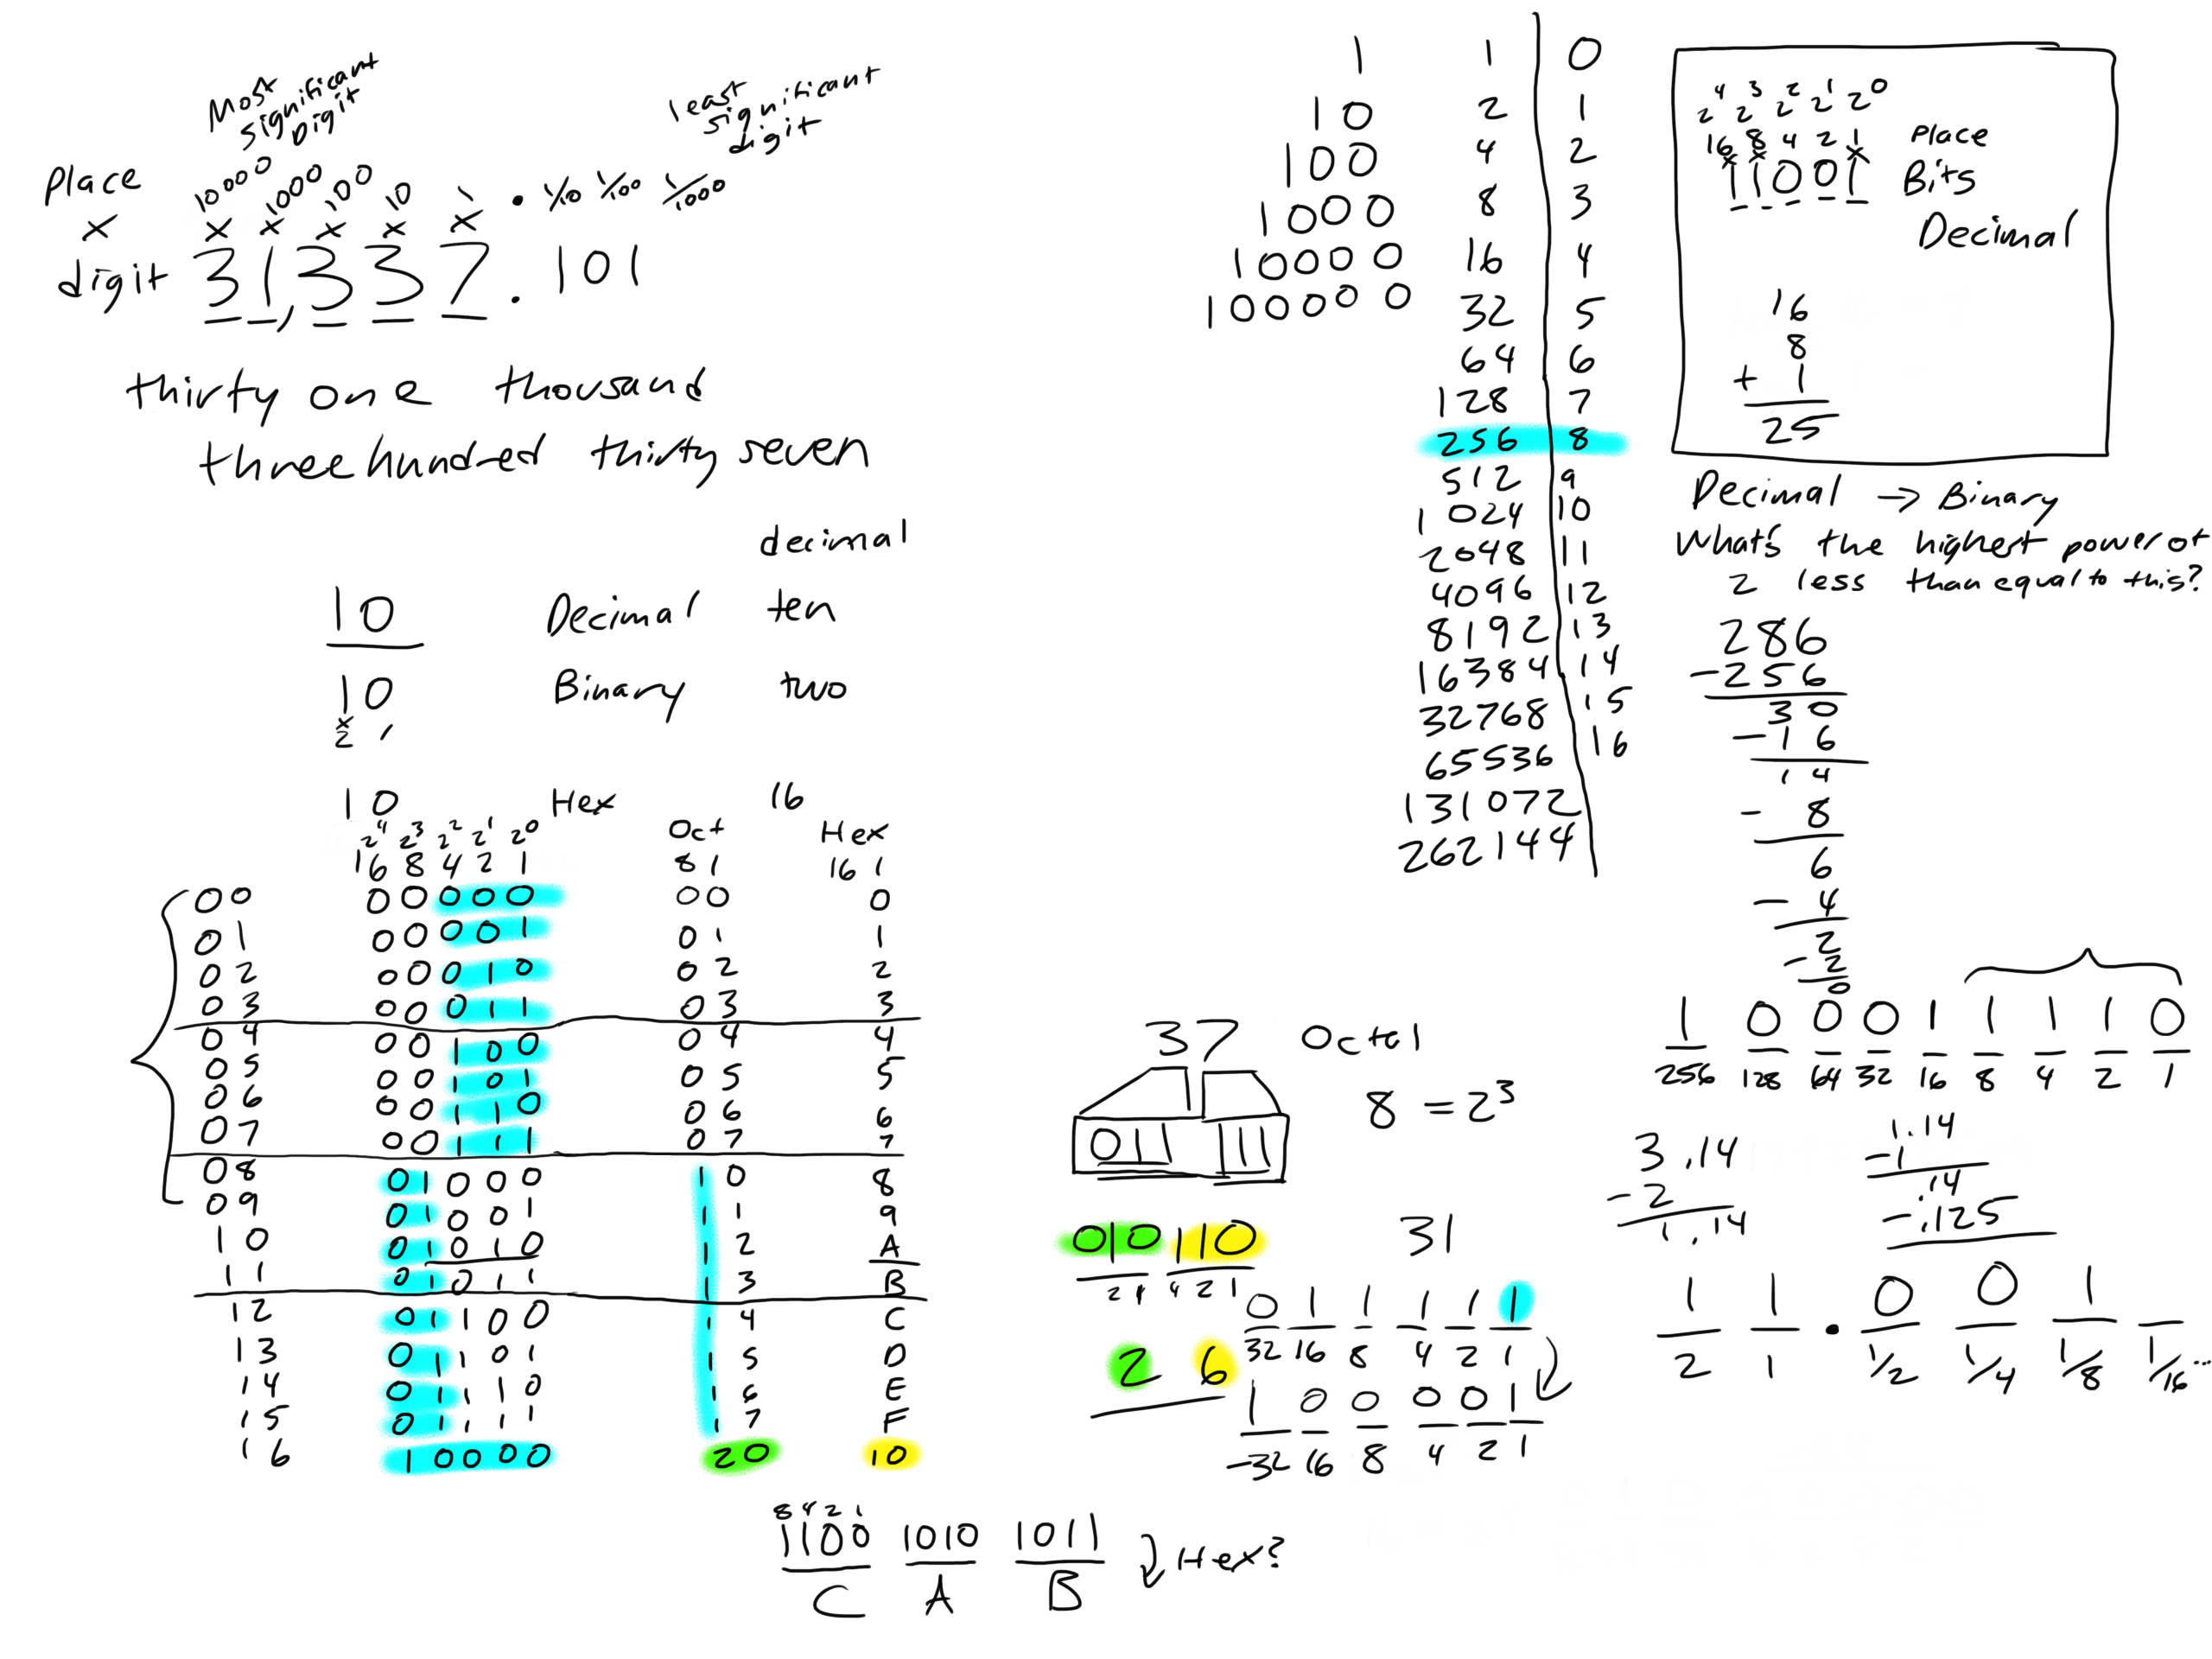 Most
significant
Digit
least
significant
digit
Place 10000 1000 100 10 1 . 1/10 1/100 1/1000
x x x x x x
digit 31,337.101
thirty one thousand
three hundred thirty seven
decimal
10 Decimal ten
10 Binary two
x
2 1
10 Hex 16
2^4 2^3 2^2 2^1 2^0 Oct Hex
16 8 4 2 1 8 1 16 1
00 00000 00 0
01 00001 01 1
02 00010 02 2
03 00011 03 3
04 00100 04 4
05 00101 05 5
06 00110 06 6
07 00111 07 7
08 01000 10 8
09 01001 11 9
10 01010 12 A
11 01011 13 B
12 01100 14 C
13 01101 15 D
14 01110 16 E
15 01111 17 F
16 10000 20 10
8 4 2 1
1100 1010 1011 Hex?
C A B
1 1 0
10 2 1
100 4 2
1000 8 3
10000 16 4
100000 32 5
64 6
128 7
256 8
512 9
1024 10
2048 11
4096 12
8192 13
16384 14
32768 15
65536 16
131072
262144
2^4 2^3 2^2 2^1 2^0
16 8 4 2 1 Place
x x x
11001 Bits
Decimal
16
8
+ 1
25
Decimal -> Binary
What's the highest power of
2 less than equal to this?
286
-256
30
-16
14
- 8
6
- 4
2
- 2
0
1 0 0 0 1 1 1 1 0
256 128 64 32 16 8 4 2 1
37 Octal
8 = 2^3
011 111
010 110
2 1 4 2 1
2 6
31
0 1 1 1 1 1
32 16 8 4 2 1
1 0 0 0 0 1
-32 16 8 4 2 1
3.14
-2
1.14
1.14
-1
.14
-.125
1 1 . 0 0 1
2 1 1/2 1/4 1/8 1/16...